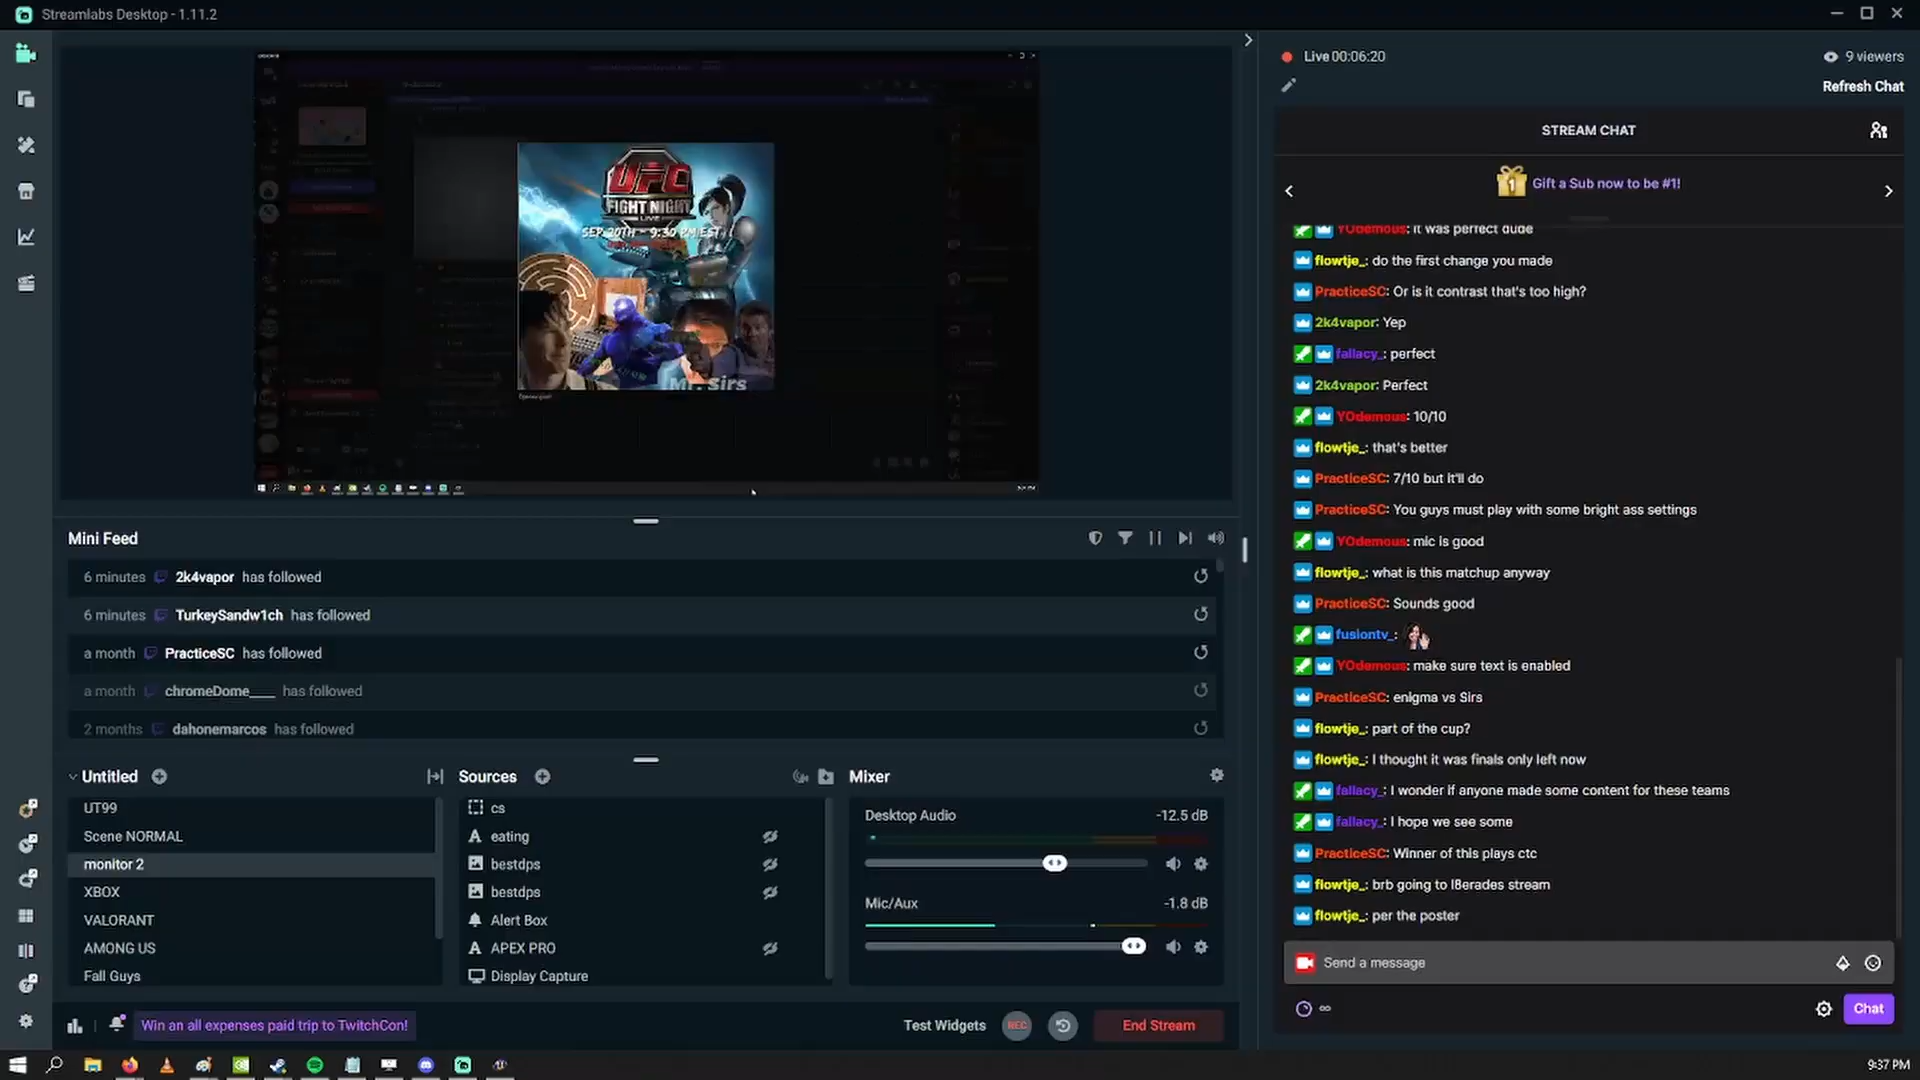 Streamlabs Desktop - 1.11.2
UFC
FIGHT NIGHT
LIVE
SEP 20TH - 9:30 PM EST
Mr. Sirs
Mini Feed
6 minutes 2k4vapor has followed
6 minutes TurkeySandw1ch has followed
a month PracticeSC has followed
a month chromeDome____ has followed
2 months dahonemarcos has followed
Untitled
UT99
Scene NORMAL
monitor 2
XBOX
VALORANT
AMONG US
Fall Guys
Sources
cs
eating
bestdps
bestdps
Alert Box
APEX PRO
Display Capture
Mixer
Desktop Audio -12.5 dB
Mic/Aux -1.8 dB
Win an all expenses paid trip to TwitchCon!
Test Widgets
REC
End Stream
Live 00:06:20
9 viewers
Refresh Chat
STREAM CHAT
1 Gift a Sub now to be #1!
YOdemous: it was perfect dude
flowtje_: do the first change you made
PracticeSC: Or is it contrast that's too high?
2k4vapor: Yep
fallacy_: perfect
2k4vapor: Perfect
YOdemous: 10/10
flowtje_: that's better
PracticeSC: 7/10 but it'll do
PracticeSC: You guys must play with some bright ass settings
YOdemous: mic is good
flowtje_: what is this matchup anyway
PracticeSC: Sounds good
fusiontv_:
YOdemous: make sure text is enabled
PracticeSC: enigma vs Sirs
flowtje_: part of the cup?
flowtje_: I thought it was finals only left now
fallacy_: I wonder if anyone made some content for these teams
fallacy_: I hope we see some
PracticeSC: Winner of this plays ctc
flowtje_: brb going to l8erades stream
flowtje_: per the poster
Send a message
Chat
9:37 PM